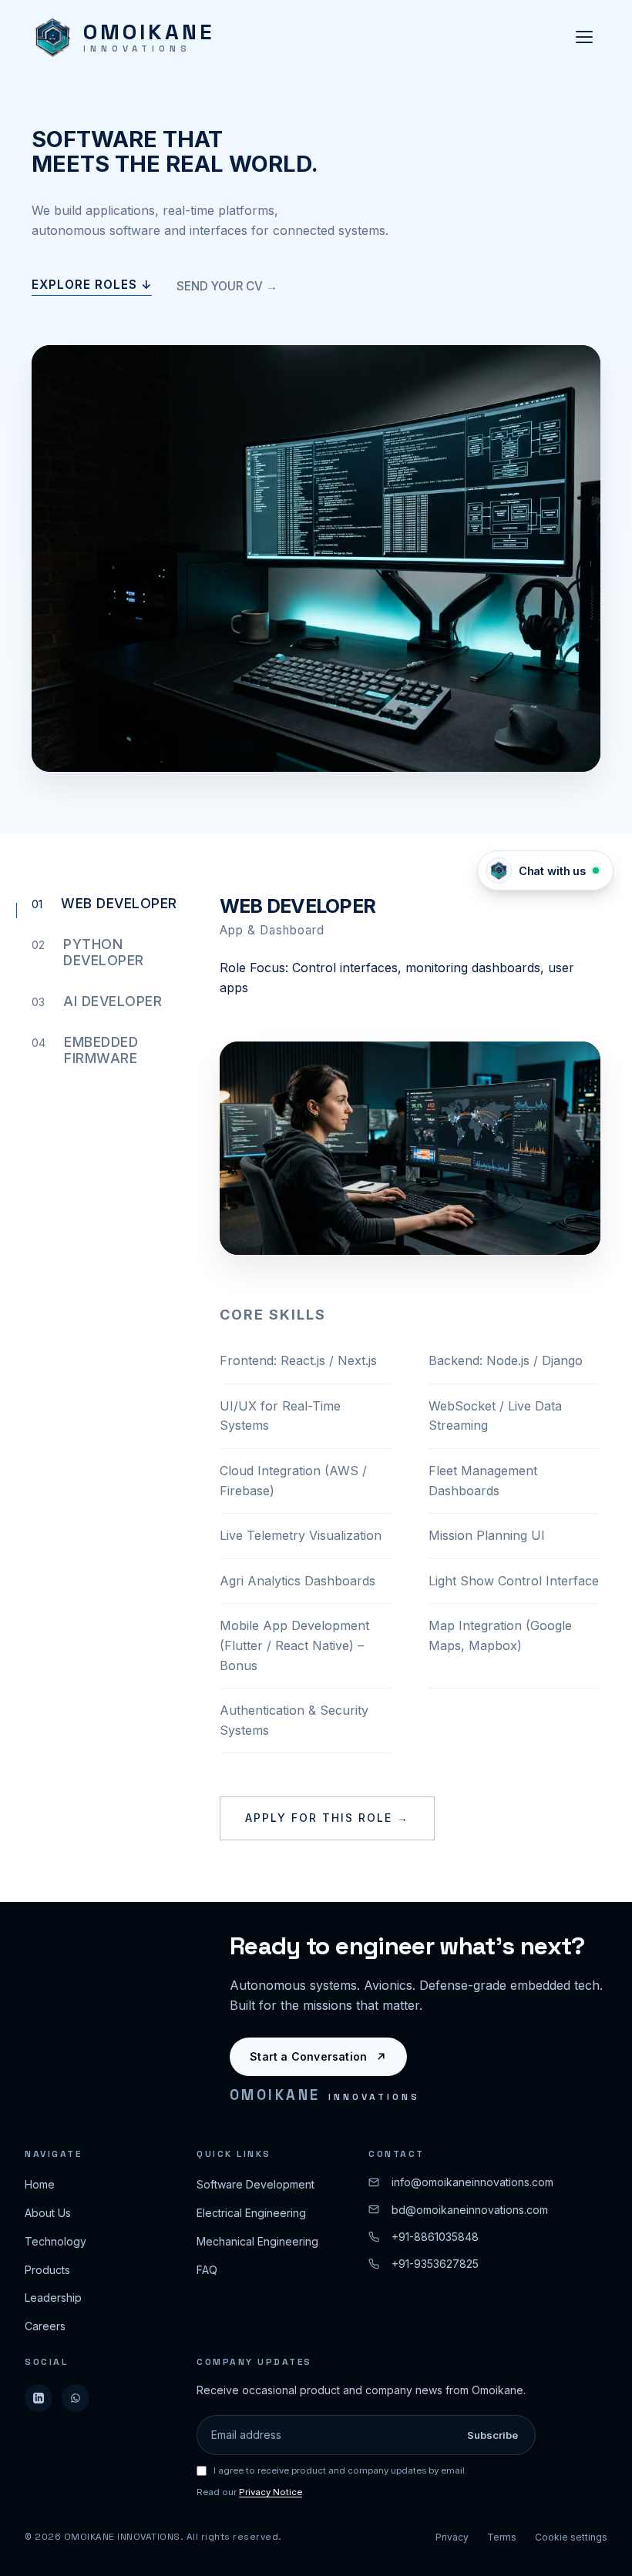 OMOIKANE
INNOVATIONS
SOFTWARE THAT
MEETS THE REAL WORLD.
We build applications, real-time platforms,
autonomous software and interfaces for connected systems.
EXPLORE ROLES ↓
SEND YOUR CV →
Chat with us
01 WEB DEVELOPER
02 PYTHON
DEVELOPER
03 AI DEVELOPER
04 EMBEDDED
FIRMWARE
WEB DEVELOPER
App & Dashboard
Role Focus: Control interfaces, monitoring dashboards, user
apps
CORE SKILLS
Frontend: React.js / Next.js
Backend: Node.js / Django
UI/UX for Real-Time
Systems
WebSocket / Live Data
Streaming
Cloud Integration (AWS /
Firebase)
Fleet Management
Dashboards
Live Telemetry Visualization
Mission Planning UI
Agri Analytics Dashboards
Light Show Control Interface
Mobile App Development
(Flutter / React Native) –
Bonus
Map Integration (Google
Maps, Mapbox)
Authentication & Security
Systems
APPLY FOR THIS ROLE →
Ready to engineer what's next?
Autonomous systems. Avionics. Defense-grade embedded tech.
Built for the missions that matter.
Start a Conversation ↗
OMOIKANE INNOVATIONS
NAVIGATE
Home
About Us
Technology
Products
Leadership
Careers
QUICK LINKS
Software Development
Electrical Engineering
Mechanical Engineering
FAQ
CONTACT
info@omoikaneinnovations.com
bd@omoikaneinnovations.com
+91-8861035848
+91-9353627825
SOCIAL
COMPANY UPDATES
Receive occasional product and company news from Omoikane.
Email address
Subscribe
I agree to receive product and company updates by email.
Read our Privacy Notice.
© 2026 OMOIKANE INNOVATIONS. All rights reserved.
Privacy
Terms
Cookie settings